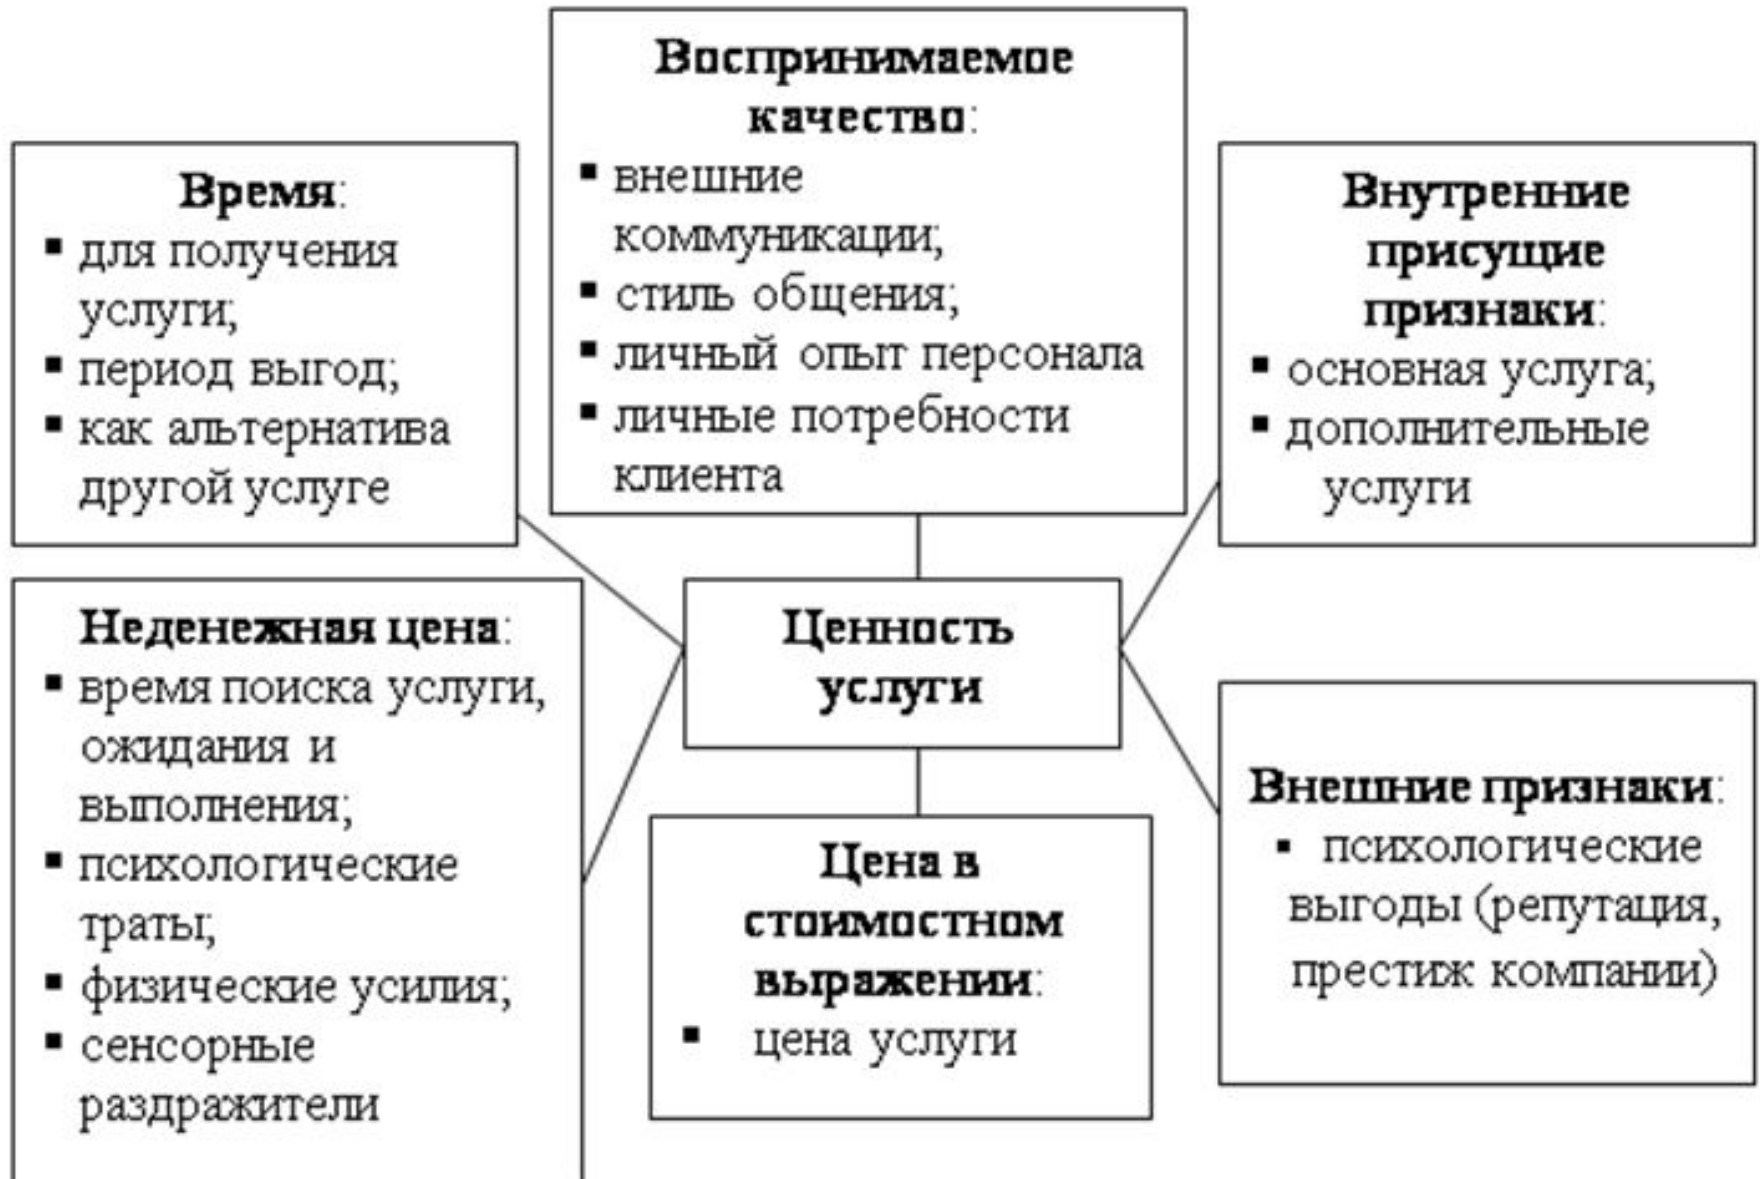 Воспринимаемое
качество:
▪ внешние
коммуникации;
▪ стиль общения;
▪ личный опыт персонала
▪ личные потребности
клиента
Время:
▪ для получения
услуги;
▪ период выгод;
▪ как альтернатива
другой услуге
Внутренние
присущие
признаки:
▪ основная услуга;
▪ дополнительные
услуги
Неденежная цена:
▪ время поиска услуги,
ожидания и
выполнения;
▪ психологические
траты;
▪ физические усилия;
▪ сенсорные
раздражители
Ценность
услуги
Цена в
стоимостном
выражении:
▪ цена услуги
Внешние признаки:
▪ психологические
выгоды (репутация,
престиж компании)